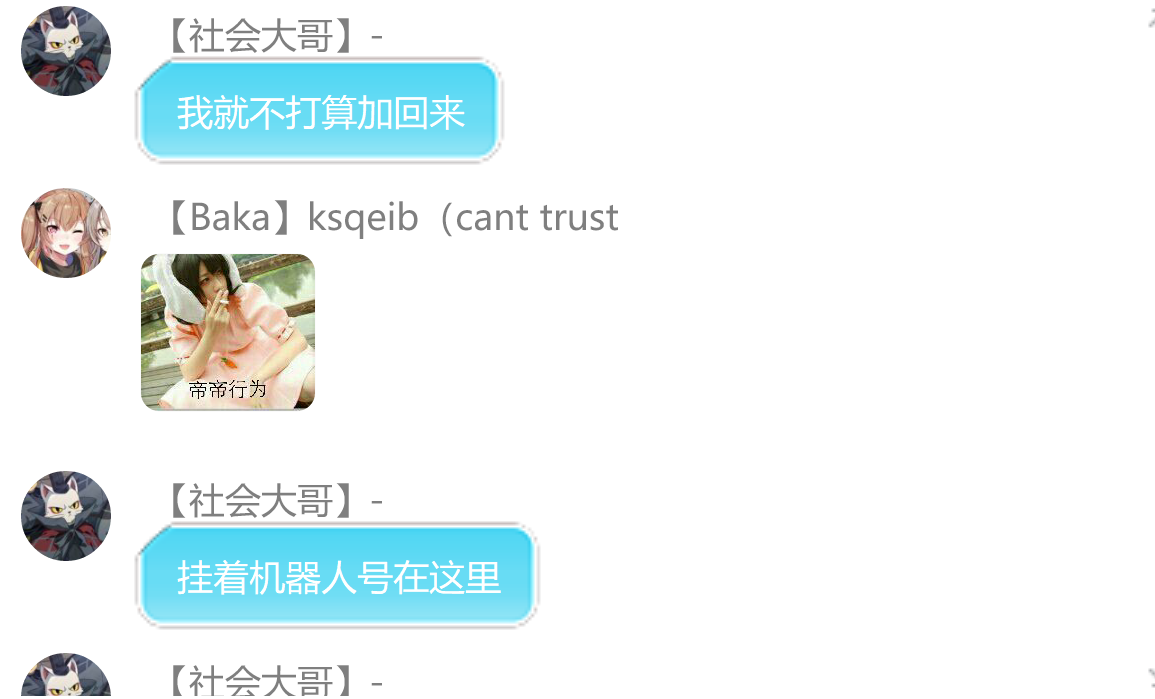 【社会大哥】-
我就不打算加回来
【Baka】ksqeib（cant trust
帝帝行为
【社会大哥】-
挂着机器人号在这里
【社会大哥】-